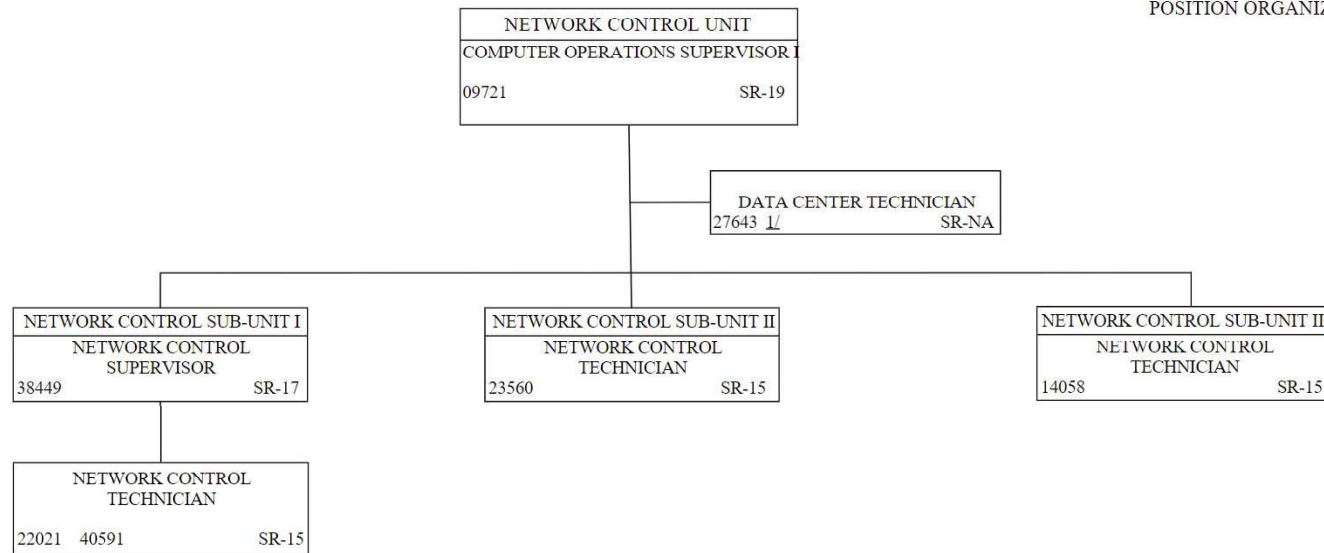 POSITION ORGANIZ
NETWORK CONTROL UNIT
COMPUTER OPERATIONS SUPERVISOR I
09721 SR-19
DATA CENTER TECHNICIAN
27643 1/ SR-NA
NETWORK CONTROL SUB-UNIT I
NETWORK CONTROL
SUPERVISOR
38449 SR-17
NETWORK CONTROL SUB-UNIT II
NETWORK CONTROL
TECHNICIAN
23560 SR-15
NETWORK CONTROL SUB-UNIT II
NETWORK CONTROL
TECHNICIAN
14058 SR-15
NETWORK CONTROL
TECHNICIAN
22021 40591 SR-15